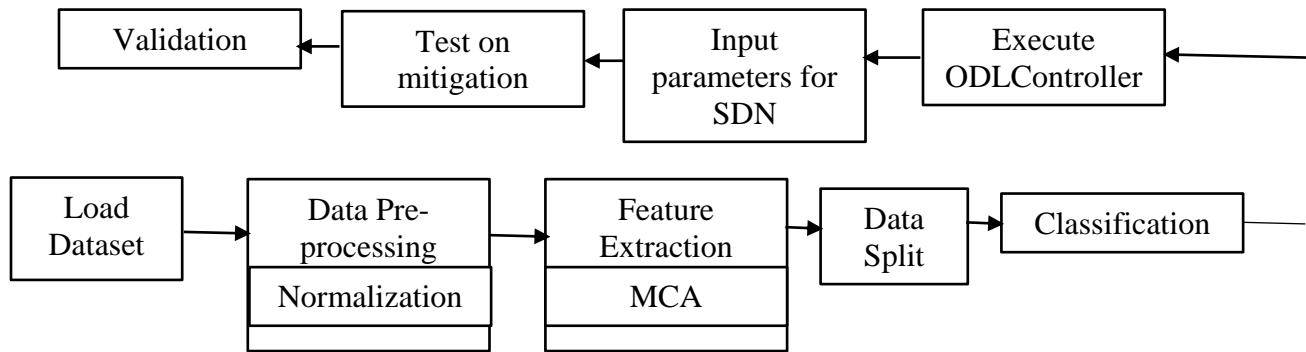 Validation
Test on
mitigation
Input
parameters for
SDN
Execute
ODLController
Load
Dataset
Data Pre-
processing
Normalization
Feature
Extraction
MCA
Data
Split
Classification